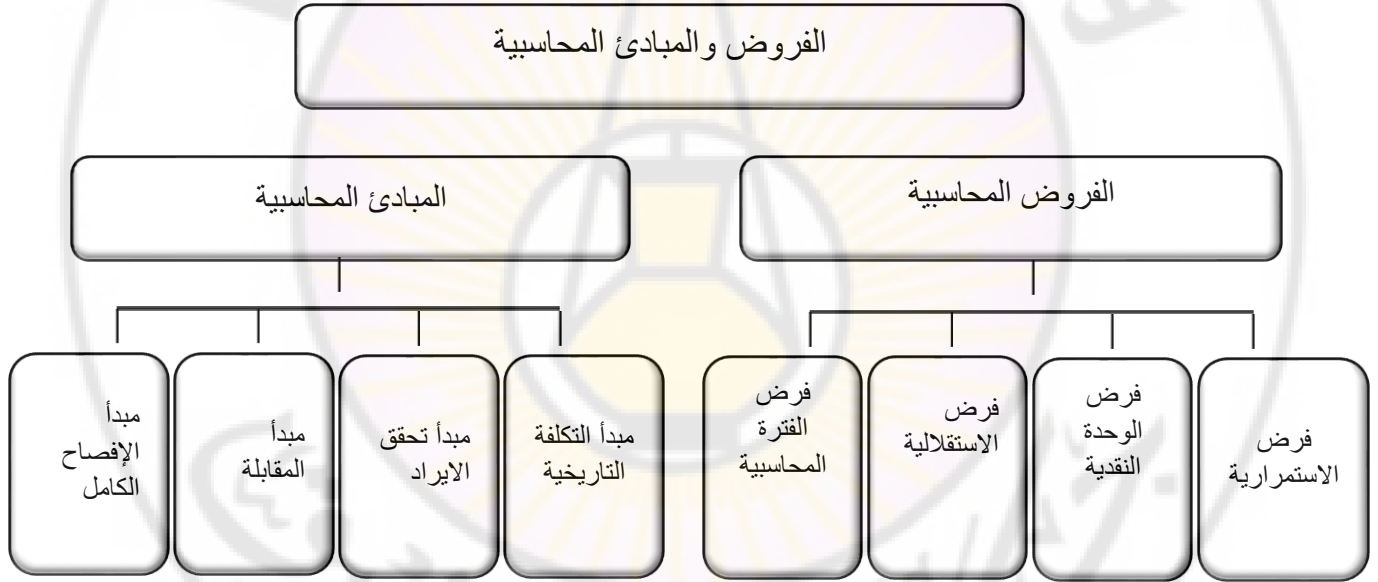 الفروض والمبادئ المحاسبية
الفروض المحاسبية
المبادئ المحاسبية
فرض
الاستمرارية
فرض
الوحدة
النقدية
فرض
الاستقلالية
فرض
الفترة
المحاسبية
مبدأ التكلفة
التاريخية
مبدأ تحقق
الايراد
مبدأ
المقابلة
مبدأ
الإفصاح
الكامل